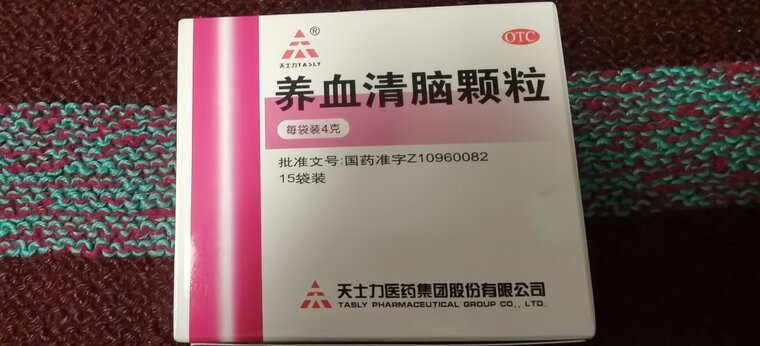 ®
天士力TASLY
OTC
养血清脑颗粒
每袋装4克
批准文号:国药准字Z10960082
15袋装
天士力医药集团股份有限公司
TASLY PHARMACEUTICAL GROUP CO., LTD.